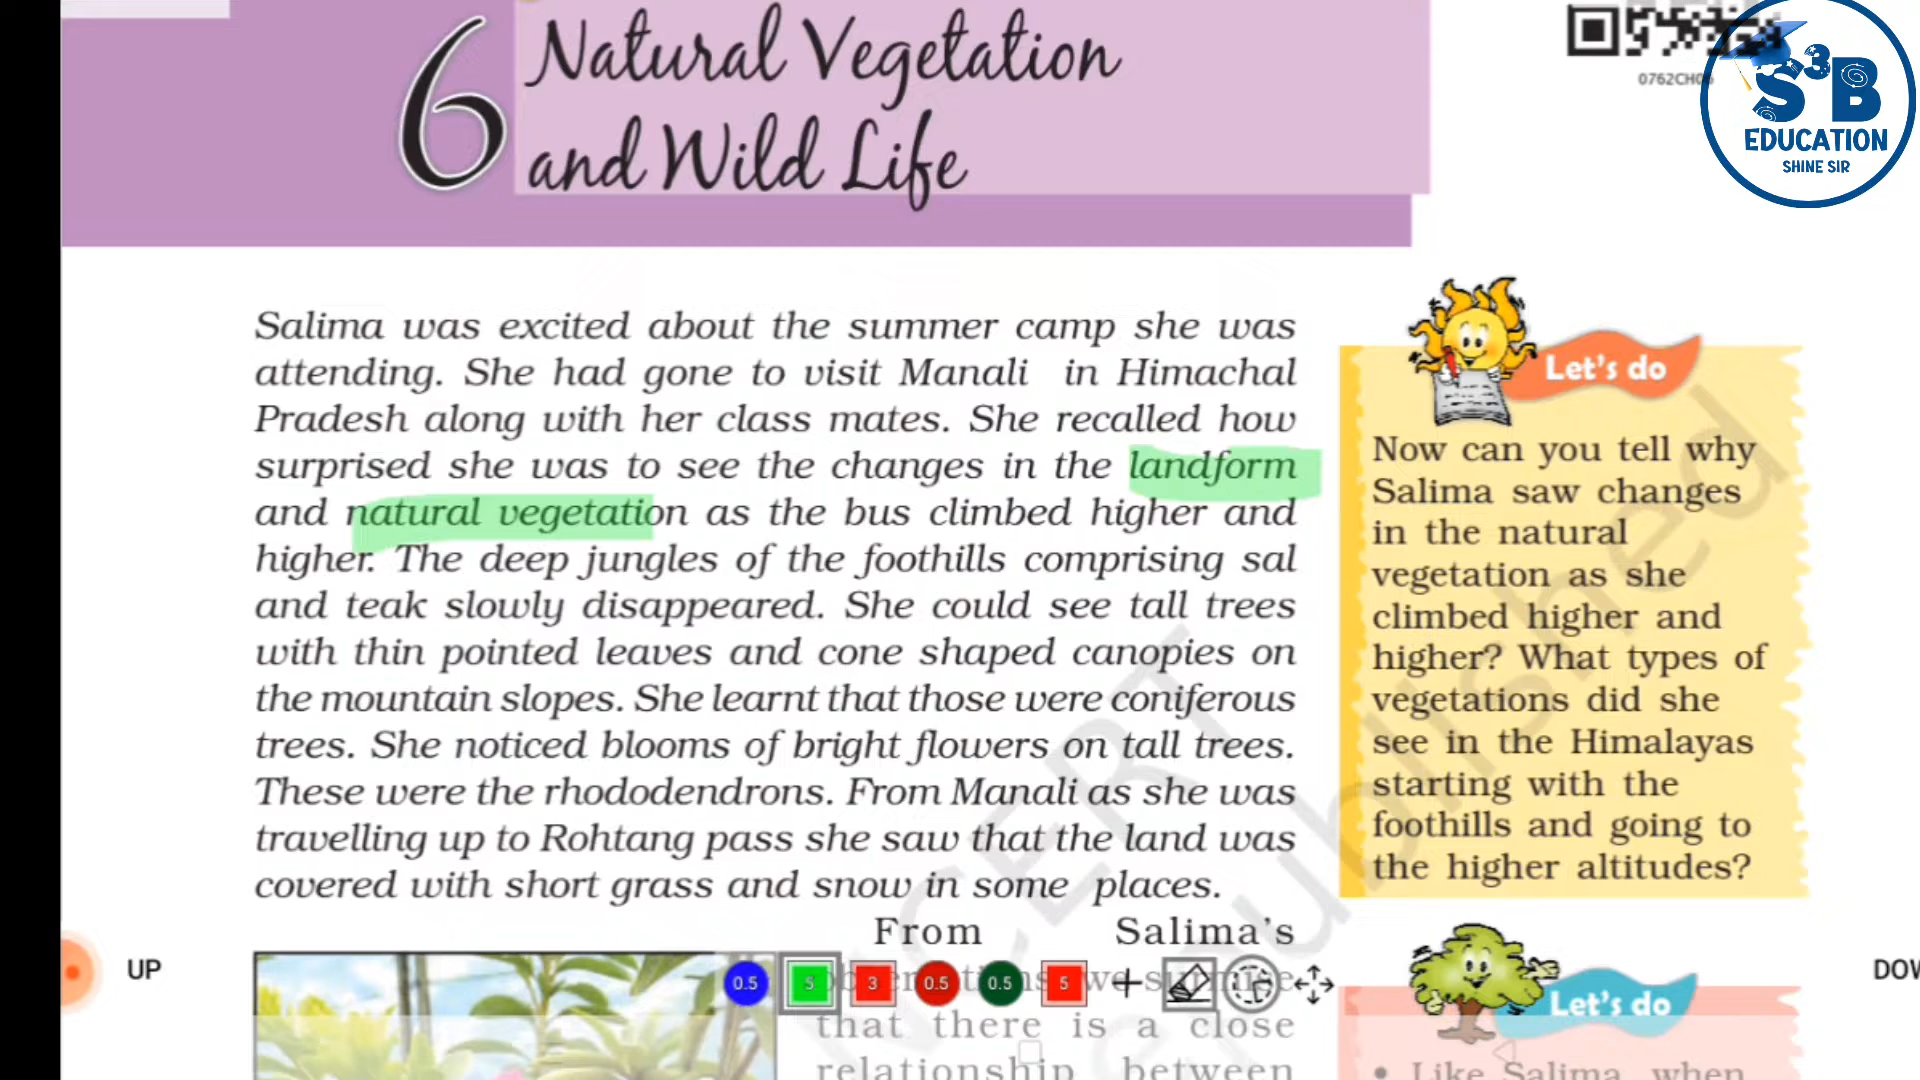 6
Natural Vegetation
and Wild Life
S³B
EDUCATION
SHINE SIR
Salima was excited about the summer camp she was
attending. She had gone to visit Manali in Himachal
Pradesh along with her class mates. She recalled how
surprised she was to see the changes in the landform
and natural vegetation as the bus climbed higher and
higher. The deep jungles of the foothills comprising sal
and teak slowly disappeared. She could see tall trees
with thin pointed leaves and cone shaped canopies on
the mountain slopes. She learnt that those were coniferous
trees. She noticed blooms of bright flowers on tall trees.
These were the rhododendrons. From Manali as she was
travelling up to Rohtang pass she saw that the land was
covered with short grass and snow in some places.
From Salima's
that there is a close
relationship between
Let's do
Now can you tell why
Salima saw changes
in the natural
vegetation as she
climbed higher and
higher? What types of
vegetations did she
see in the Himalayas
starting with the
foothills and going to
the higher altitudes?
Let's do
• Like Salima, when
UP
0.5
5
3
0.5
0.5
5
NCERT